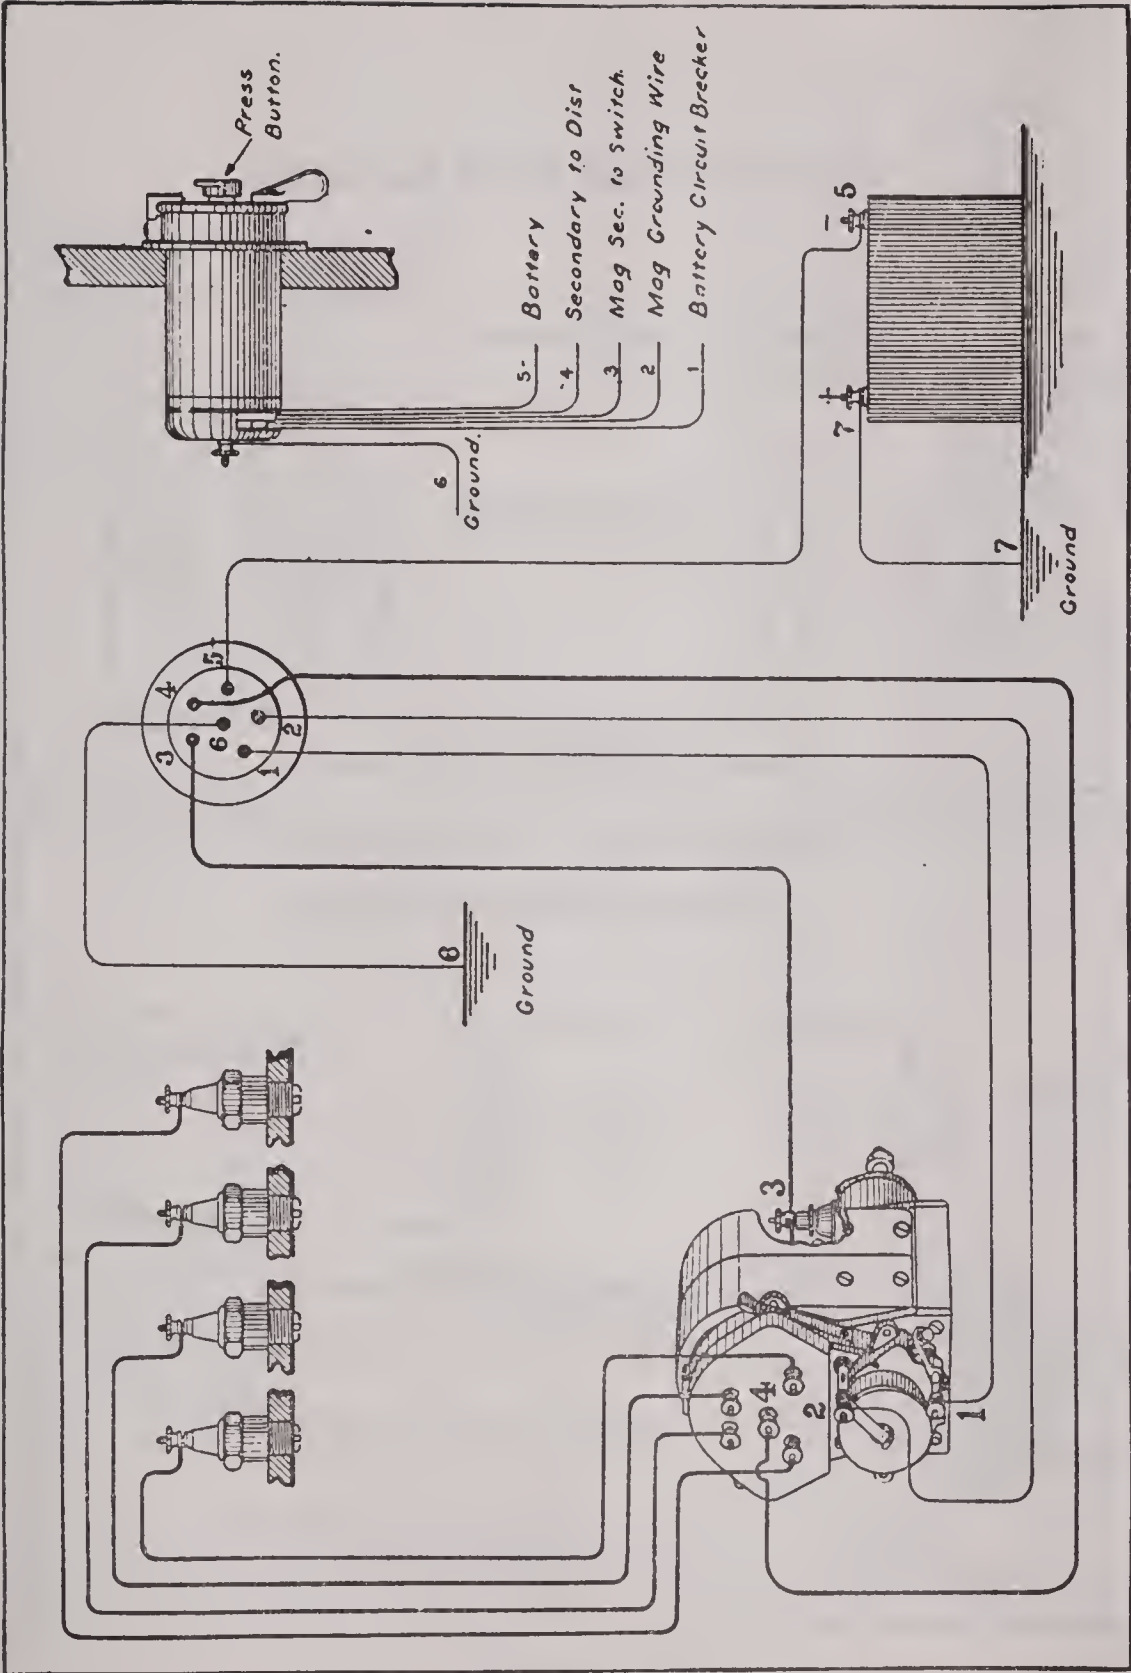 Press
Button.
4
5
3
6
2
1
6
Ground.
5- Battery
4 Secondary to Dist
3 Mag Sec. to Switch.
2 Mag Grounding Wire
1 Battery Circuit Brecker
6
Ground
3
4
2
1
+ 7
- 5
7
Ground